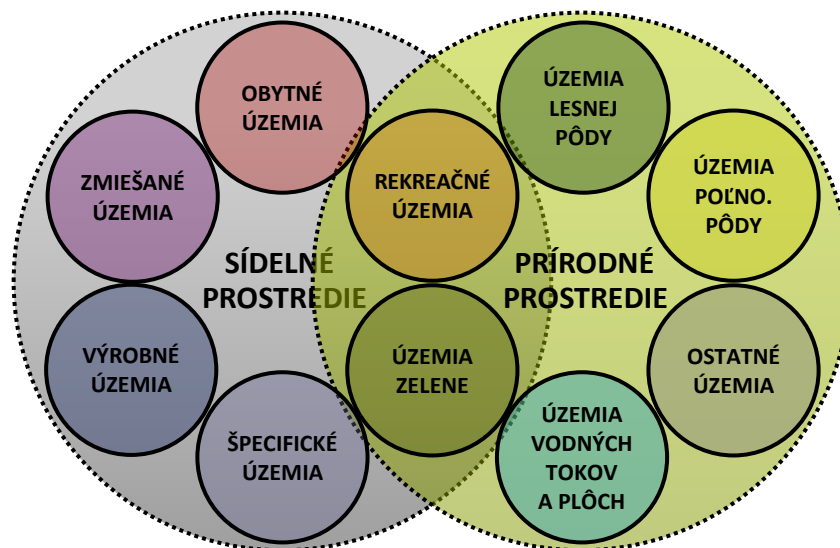 OBYTNÉ
ÚZEMIA
ÚZEMIA
LESNEJ
PÔDY
ZMIEŠANÉ
ÚZEMIA
REKREAČNÉ
ÚZEMIA
ÚZEMIA
POĽNO.
PÔDY
SÍDELNÉ
PROSTREDIE
PRÍRODNÉ
PROSTREDIE
VÝROBNÉ
ÚZEMIA
ÚZEMIA
ZELENE
OSTATNÉ
ÚZEMIA
ŠPECIFICKÉ
ÚZEMIA
ÚZEMIA
VODNÝCH
TOKOV
A PLÔCH